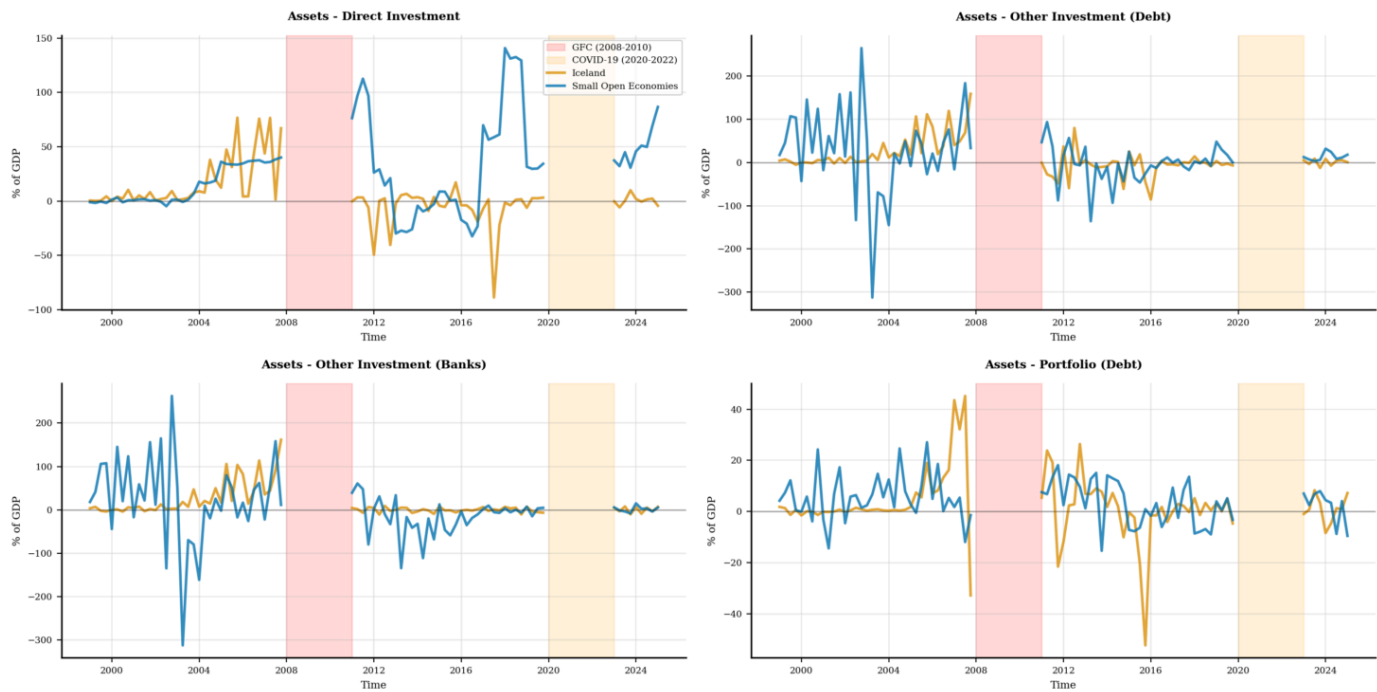 Assets - Direct Investment
150
100
50
0
−50
−100
% of GDP
2000 2004 2008 2012 2016 2020 2024
Time
GFC (2008-2010)
COVID-19 (2020-2022)
Iceland
Small Open Economies
Assets - Other Investment (Debt)
200
100
0
−100
−200
−300
% of GDP
2000 2004 2008 2012 2016 2020 2024
Time
Assets - Other Investment (Banks)
200
100
0
−100
−200
−300
% of GDP
2000 2004 2008 2012 2016 2020 2024
Time
Assets - Portfolio (Debt)
40
20
0
−20
−40
% of GDP
2000 2004 2008 2012 2016 2020 2024
Time